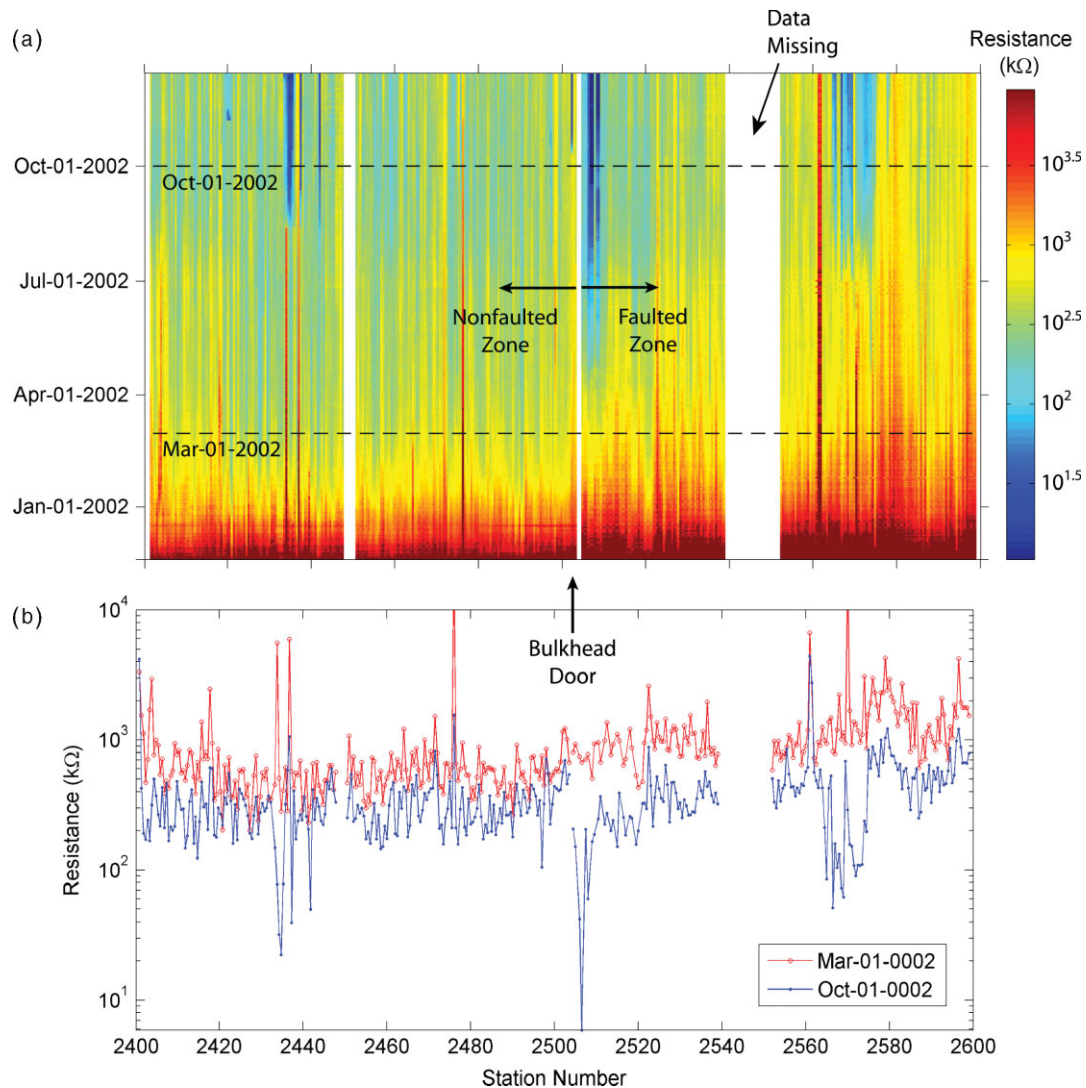 (a)
Data
Missing
Resistance
(kΩ)
Oct-01-2002
Oct-01-2002
Jul-01-2002
Nonfaulted
Zone
Faulted
Zone
Apr-01-2002
Mar-01-2002
Jan-01-2002
10^3.5
10^3
10^2.5
10^2
10^1.5
(b)
Bulkhead
Door
Resistance (kΩ)
10^4
10^3
10^2
10^1
Mar-01-0002
Oct-01-0002
2400 2420 2440 2460 2480 2500 2520 2540 2560 2580 2600
Station Number